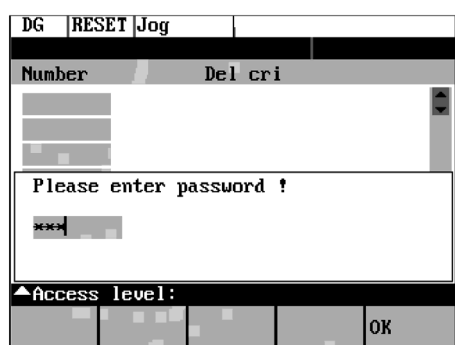 DG RESET Jog
Number Del cri
Please enter password !
***
Access level:
OK